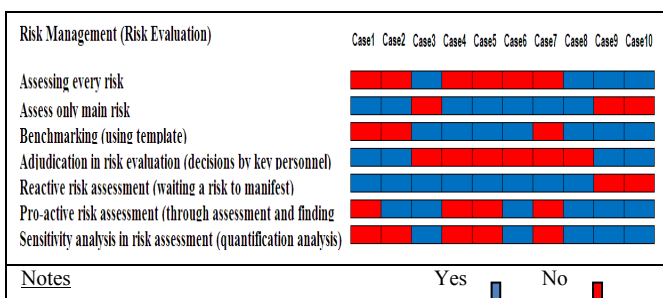 Risk Management (Risk Evaluation) Case1 Case2 Case3 Case4 Case5 Case6 Case7 Case8 Case9 Case10
Assessing every risk
Assess only main risk
Benchmarking (using template)
Adjudication in risk evaluation (decisions by key personnel)
Reactive risk assessment (waiting a risk to manifest)
Pro-active risk assessment (through assessment and finding
Sensitivity analysis in risk assessment (quantification analysis)
Notes Yes No